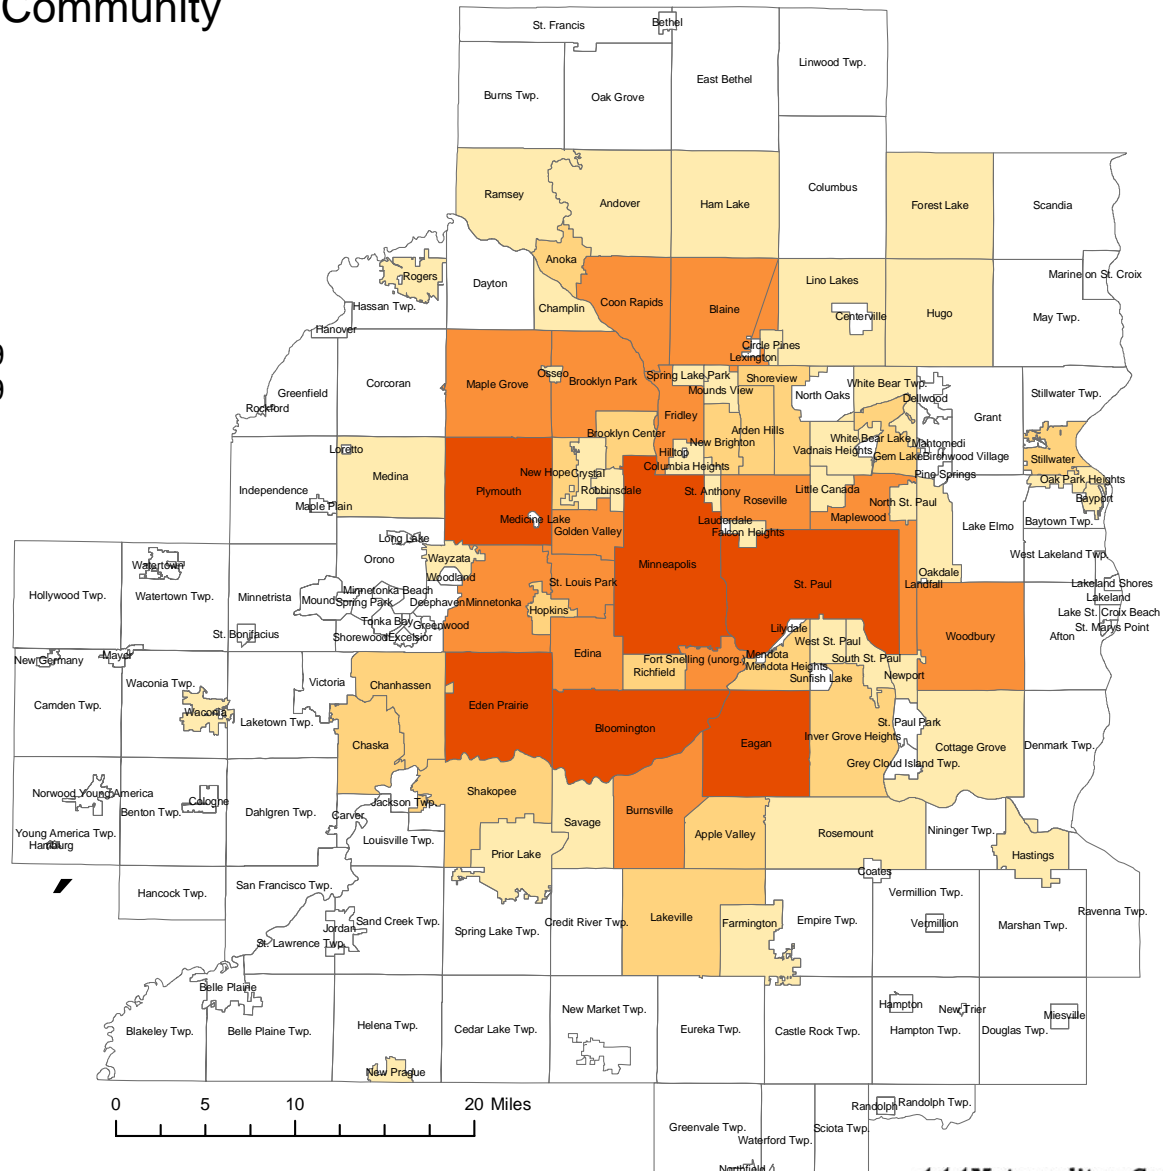 Community
St. Francis
Bethel
Linwood Twp.
Burns Twp.
Oak Grove
East Bethel
Ramsey
Andover
Ham Lake
Columbus
Forest Lake
Scandia
Anoka
Rogers
Dayton
Hassan Twp.
Champlin
Coon Rapids
Blaine
Lino Lakes
Centerville
Hugo
Marine on St. Croix
May Twp.
Hanover
Circle Pines
Lexington
9
9
Greenfield
Rockford
Corcoran
Maple Grove
Osseo
Brooklyn Park
Spring Lake Park
Mounds View
Shoreview
North Oaks
White Bear Twp.
Dellwood
Stillwater Twp.
Grant
Fridley
Brooklyn Center
Arden Hills
New Brighton
Hilltop
Columbia Heights
White Bear Lake
Mahtomedi
Vadnais Heights
Gem Lake
Birchwood Village
Pine Springs
Stillwater
Oak Park Heights
Bayport
Loretto
Medina
Independence
Maple Plain
Plymouth
New Hope
Crystal
Robbinsdale
Medicine Lake
Golden Valley
St. Anthony
Roseville
Little Canada
North St. Paul
Maplewood
Lauderdale
Falcon Heights
Lake Elmo
Baytown Twp.
West Lakeland Twp.
Oakdale
Landfall
Long Lake
Orono
Wayzata
Woodland
Minneapolis
St. Paul
St. Louis Park
Hopkins
Minnetonka
Minnetonka Beach
Deephaven
Mound
Spring Park
Tonka Bay
Greenwood
Shorewood
Excelsior
Minnetrista
St. Bonifacius
Hollywood Twp.
Watertown
Watertown Twp.
Lakeland Shores
Lakeland
Lake St. Croix Beach
St. Marys Point
Afton
Woodbury
Lilydale
West St. Paul
Mendota
South St. Paul
Mendota Heights
Sunfish Lake
Newport
Fort Snelling (unorg.)
Richfield
Edina
New Germany
Mayer
Waconia Twp.
Victoria
Chanhassen
Camden Twp.
Waconia
Laketown Twp.
Chaska
Eden Prairie
Bloomington
Eagan
Inver Grove Heights
St. Paul Park
Grey Cloud Island Twp.
Cottage Grove
Denmark Twp.
Norwood Young America
Benton Twp.
Cologne
Dahlgren Twp.
Carver
Jackson Twp.
Louisville Twp.
Shakopee
Prior Lake
Savage
Burnsville
Apple Valley
Rosemount
Nininger Twp.
Hastings
Young America Twp.
Hamburg
Coates
Hancock Twp.
San Francisco Twp.
Vermillion Twp.
Jordan
Sand Creek Twp.
St. Lawrence Twp.
Spring Lake Twp.
Credit River Twp.
Lakeville
Farmington
Empire Twp.
Vermillion
Marshan Twp.
Ravenna Twp.
Belle Plaine
Blakeley Twp.
Belle Plaine Twp.
Helena Twp.
New Prague
Cedar Lake Twp.
New Market Twp.
Eureka Twp.
Castle Rock Twp.
Hampton
Hampton Twp.
New Trier
Douglas Twp.
Miesville
0 5 10 20 Miles
Randolph
Randolph Twp.
Greenvale Twp.
Waterford Twp.
Sciota Twp.
Northfield